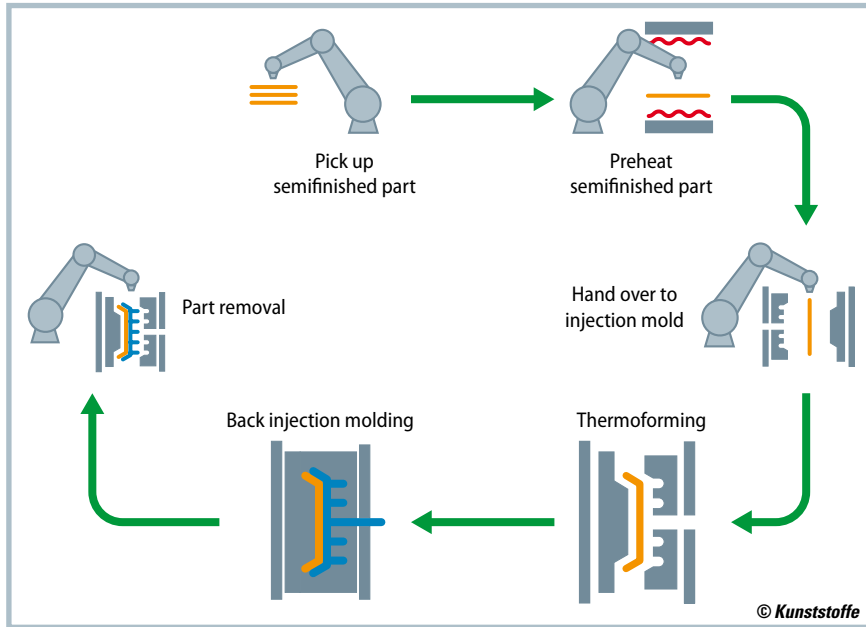 Pick up
semifinished part
Preheat
semifinished part
Part removal
Hand over to
injection mold
Back injection molding
Thermoforming
© Kunststoffe